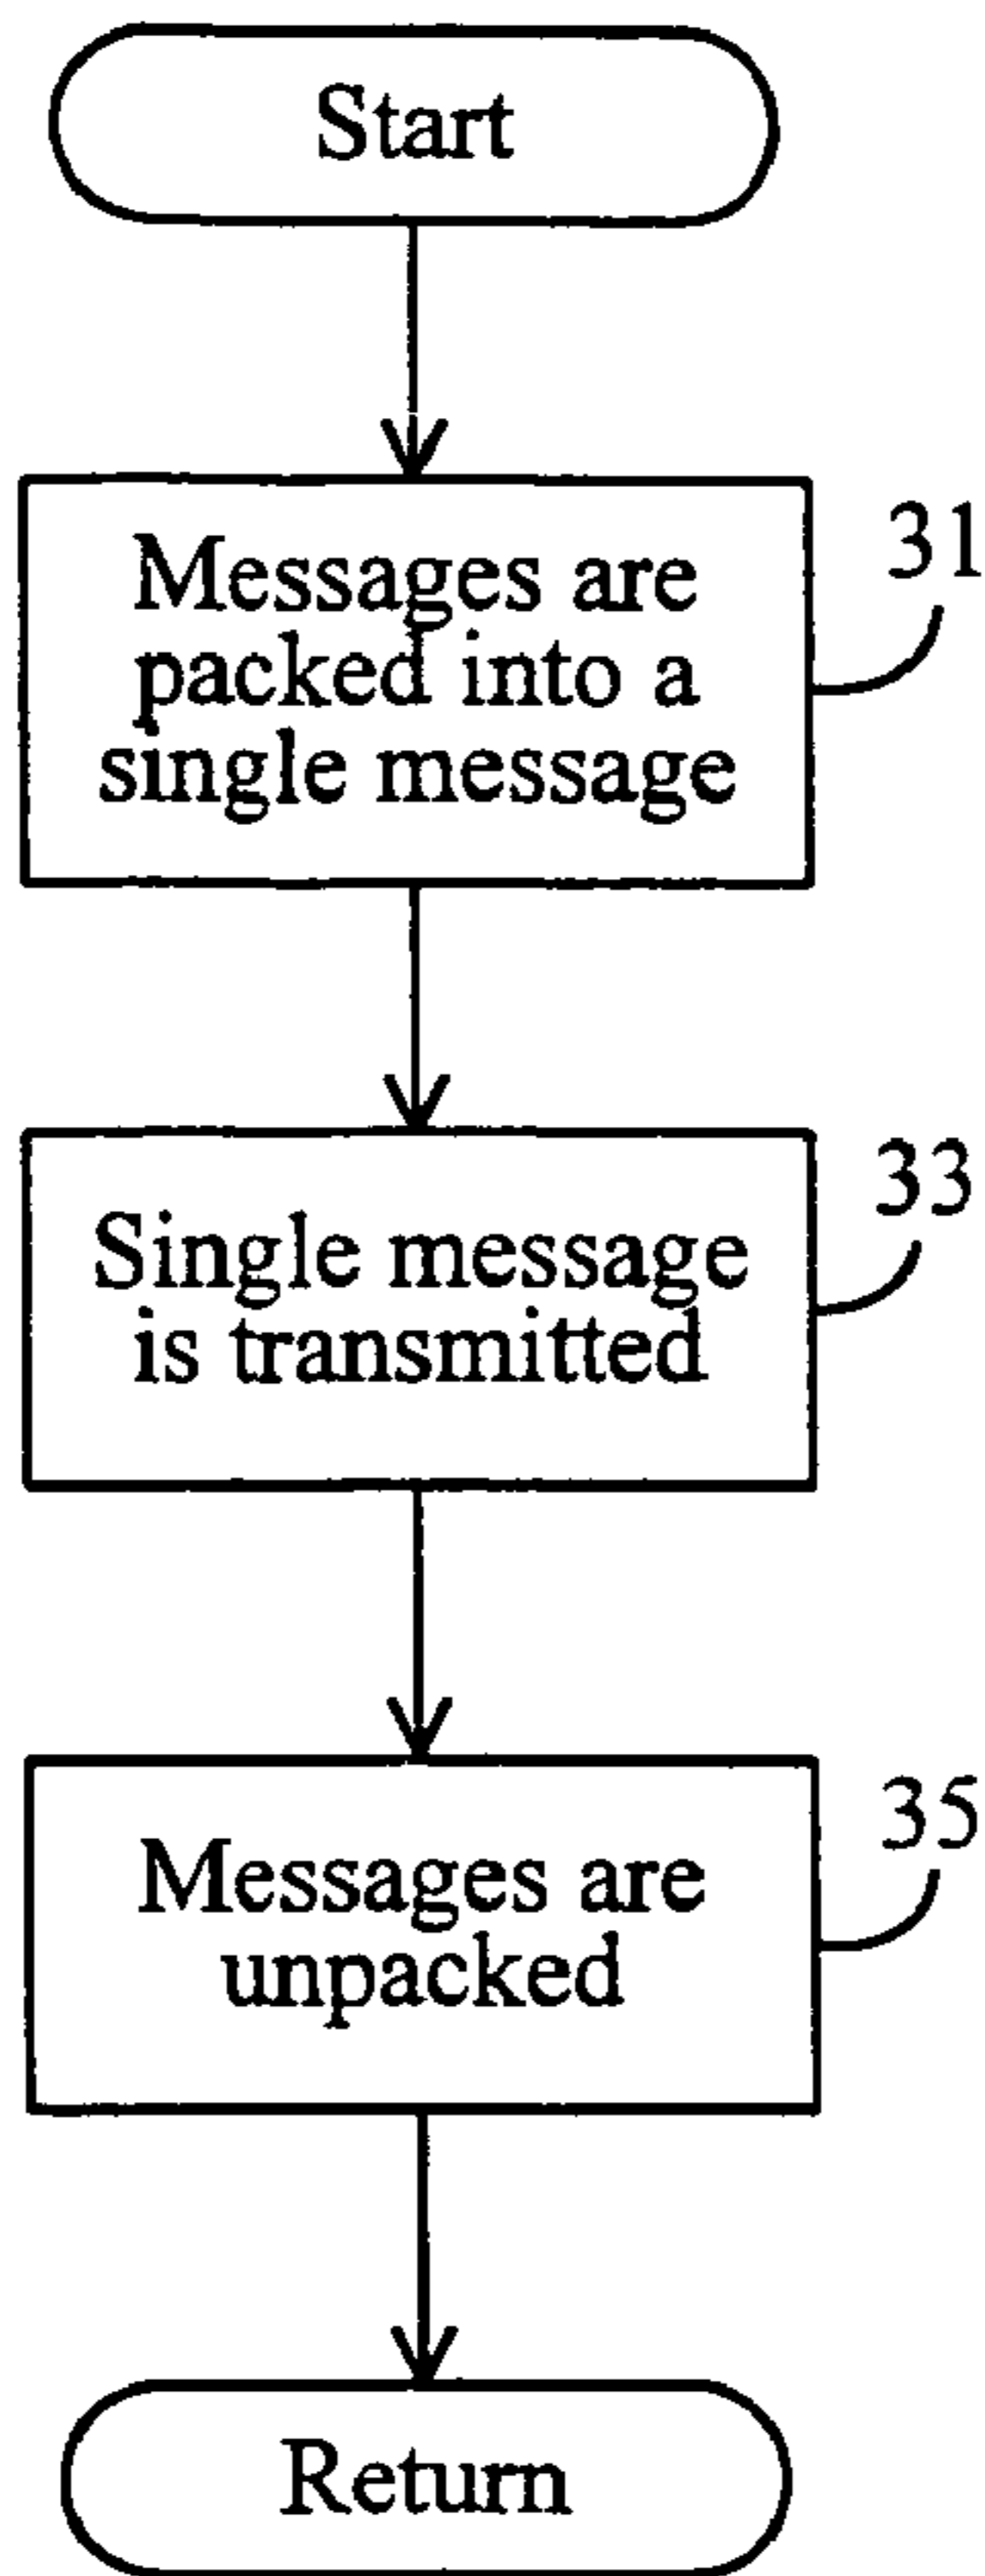 Start
Messages are
packed into a
single message
31
Single message
is transmitted
33
Messages are
unpacked
35
Return